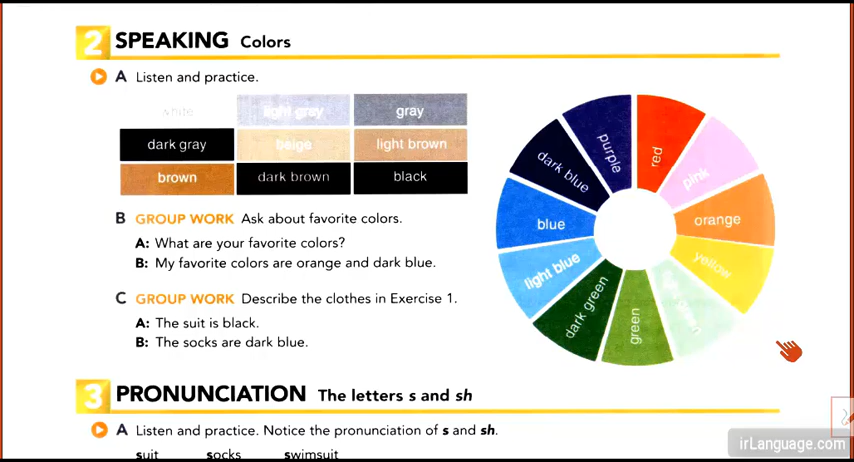 2 SPEAKING Colors
A Listen and practice.
white light gray gray
dark gray beige light brown
brown dark brown black
B GROUP WORK Ask about favorite colors.
A: What are your favorite colors?
B: My favorite colors are orange and dark blue.
C GROUP WORK Describe the clothes in Exercise 1.
A: The suit is black.
B: The socks are dark blue.
red
pink
orange
yellow
green
dark green
light blue
blue
dark blue
purple
3 PRONUNCIATION The letters s and sh
A Listen and practice. Notice the pronunciation of s and sh.
suit socks swimsuit
irLanguage.com